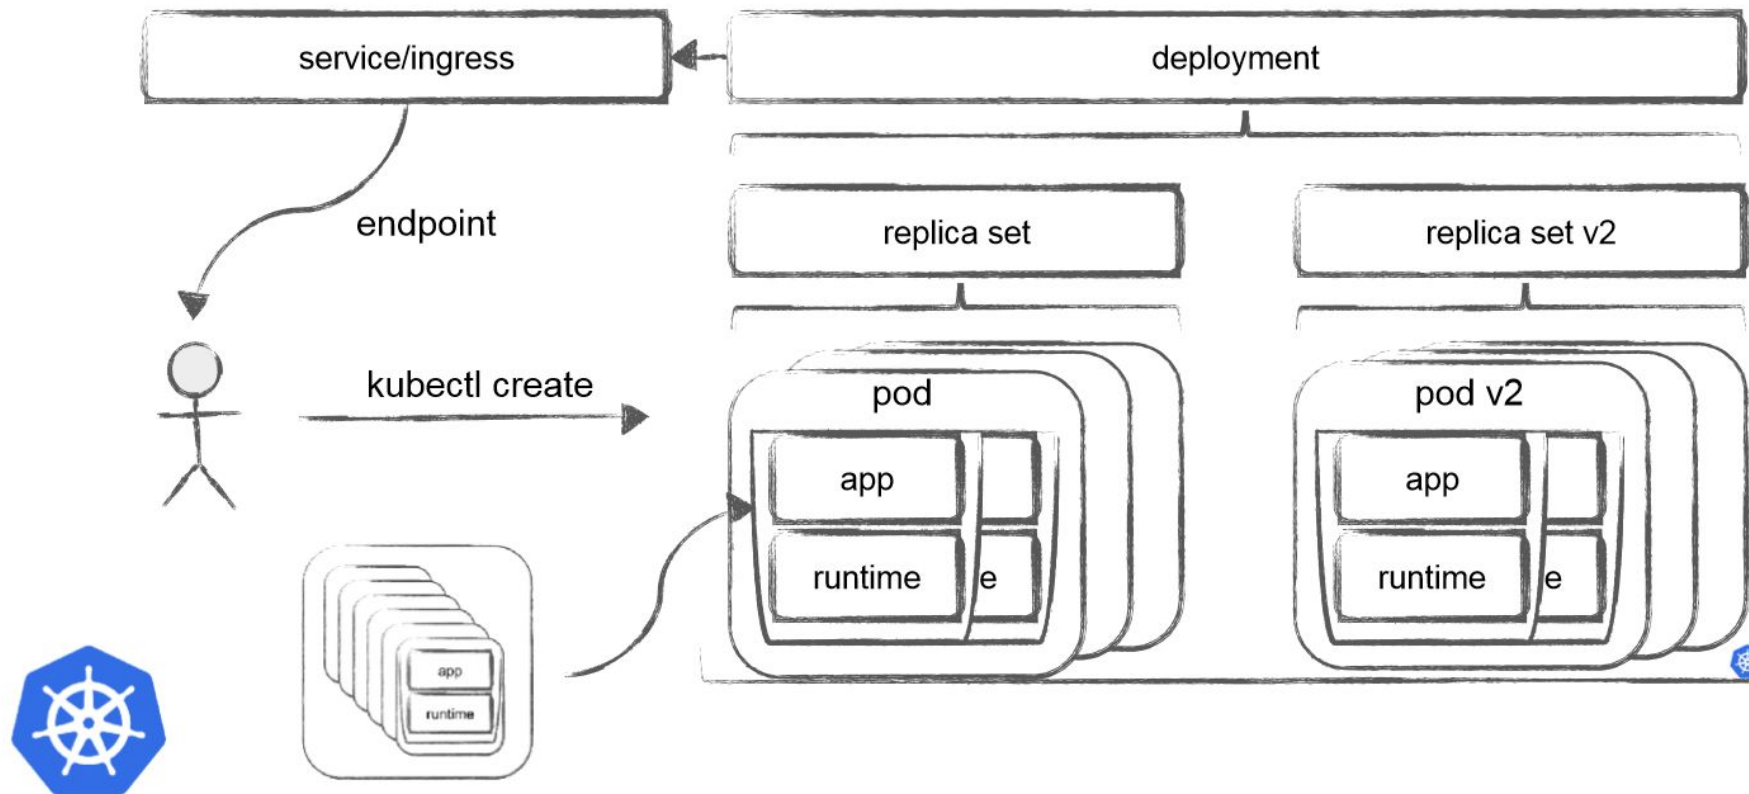 service/ingress
deployment
endpoint
replica set
replica set v2
kubectl create
pod
pod v2
app
app
runtime
e
runtime
e
app
runtime